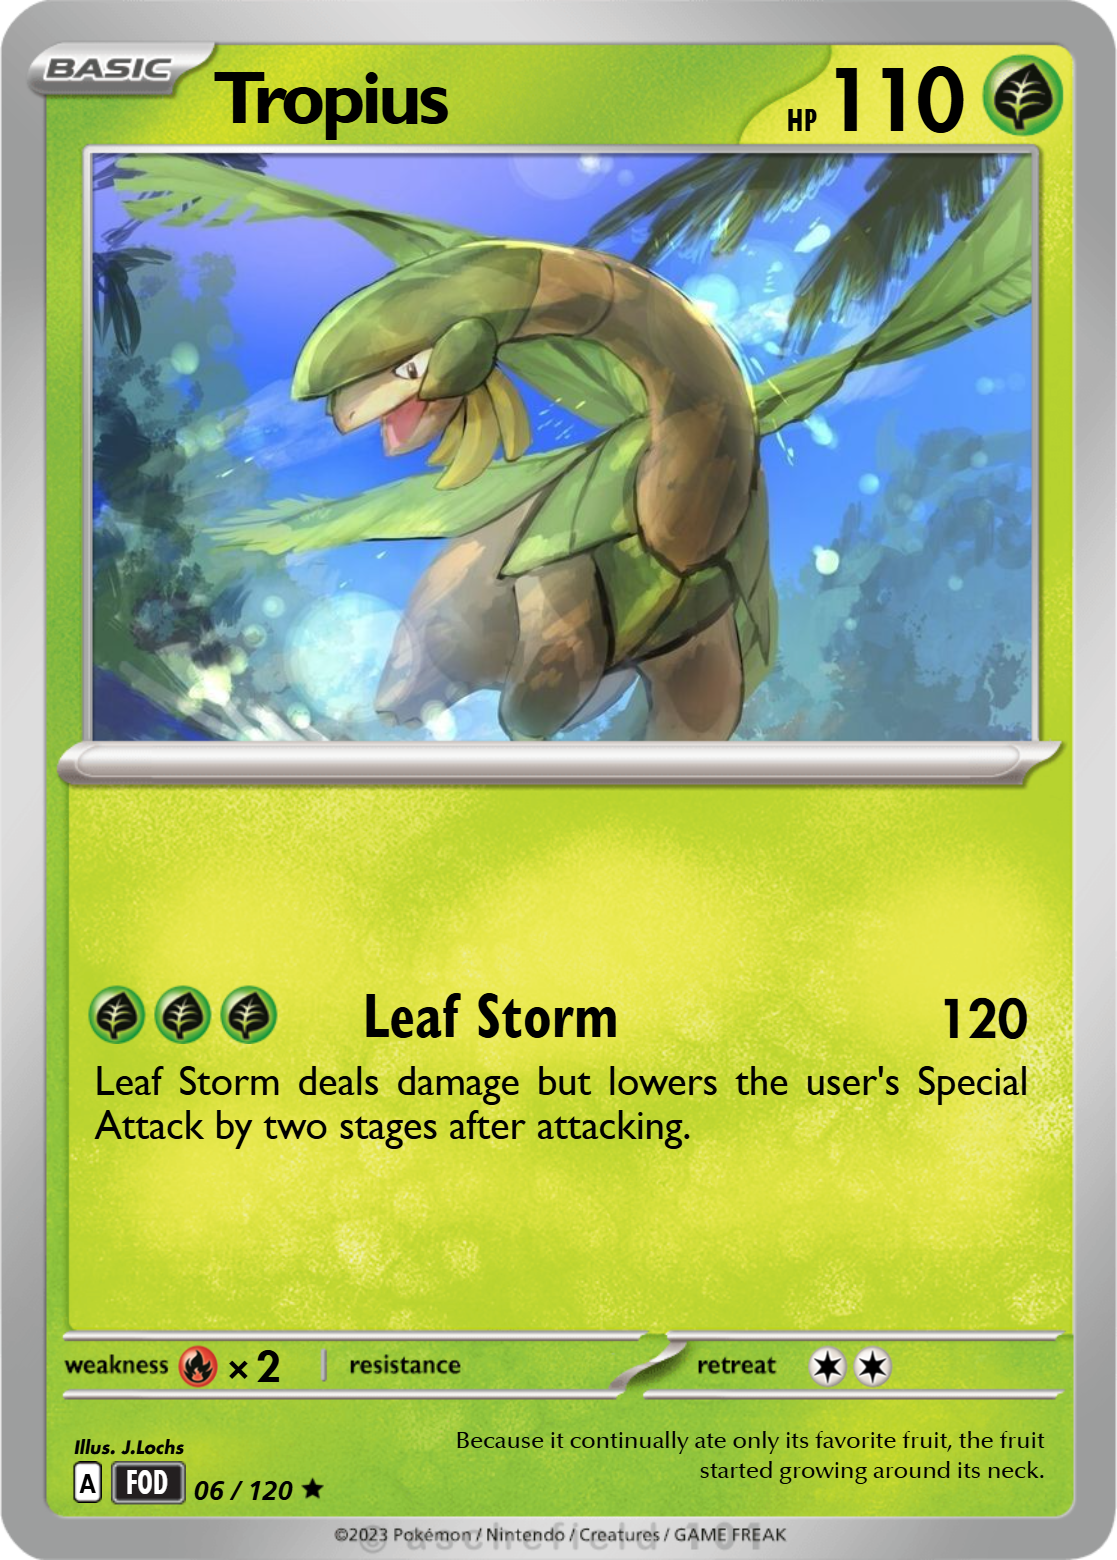 BASIC
Tropius
HP 110
Leaf Storm 120
Leaf Storm deals damage but lowers the user's Special
Attack by two stages after attacking.
weakness × 2 resistance retreat
Illus. J.Lochs
Because it continually ate only its favorite fruit, the fruit
started growing around its neck.
A FOD 06 / 120 ★
©2023 Pokémon / Nintendo / Creatures / GAME FREAK